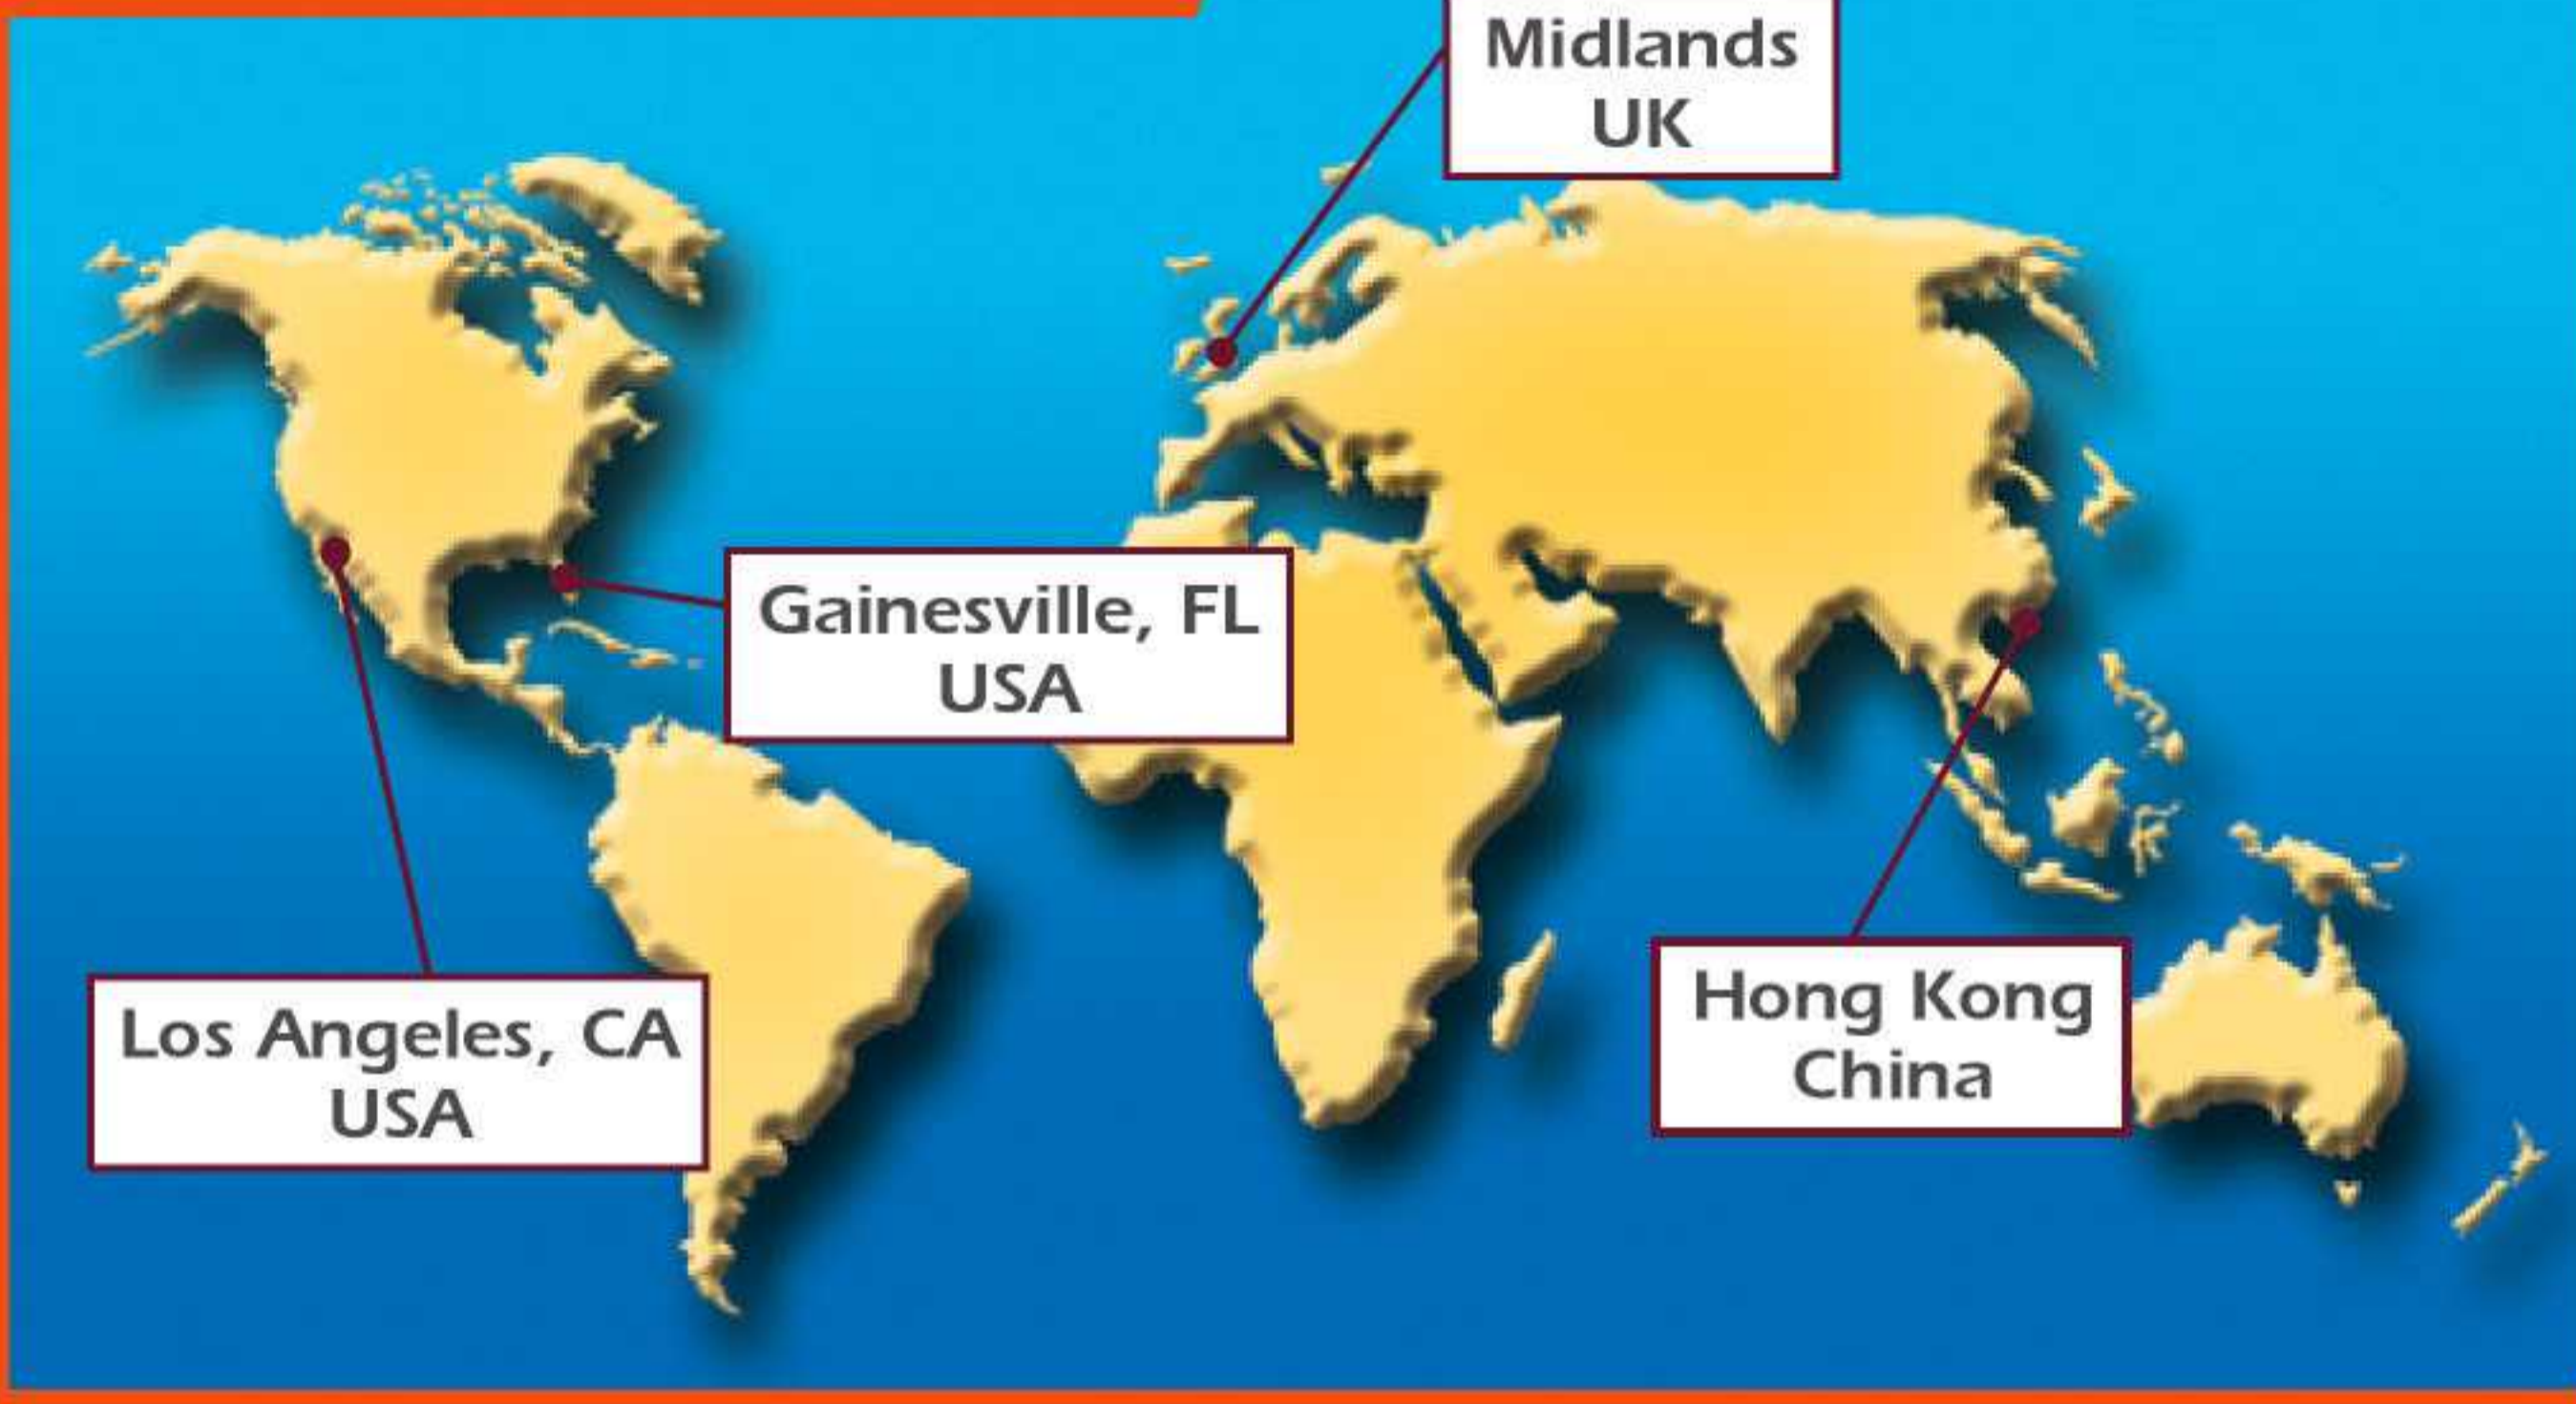 Midlands
UK
Gainesville, FL
USA
Hong Kong
China
Los Angeles, CA
USA